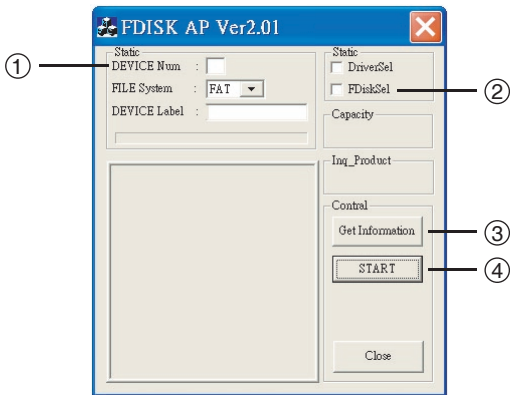 FDISK AP Ver2.01
Static
① DEVICE Num :
FILE System : FAT
DEVICE Label :
Static
DriverSel
FDiskSel ②
Capacity
Inq_Product
Contral
Get Information ③
START ④
Close